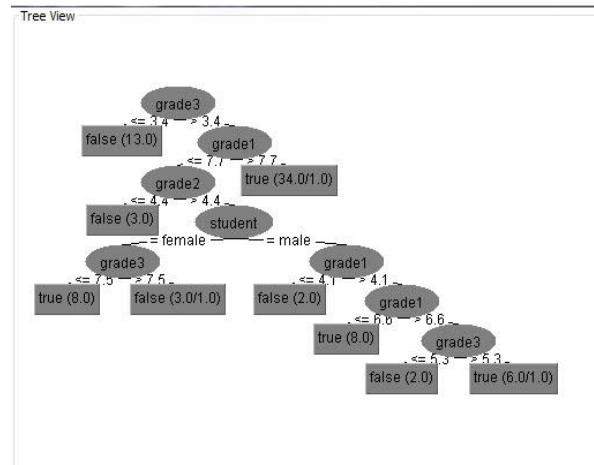 Tree View
grade3
<= 3.4 > 3.4
false (13.0) grade1
<= 7.7 > 7.7
grade2 true (34.0/1.0)
<= 4.4 > 4.4
false (3.0) student
= female = male
grade3 grade1
<= 7.5 > 7.5 <= 4.1 > 4.1
true (8.0) false (3.0/1.0) false (2.0) grade1
<= 6.6 > 6.6
true (8.0) grade3
<= 5.3 > 5.3
false (2.0) true (6.0/1.0)